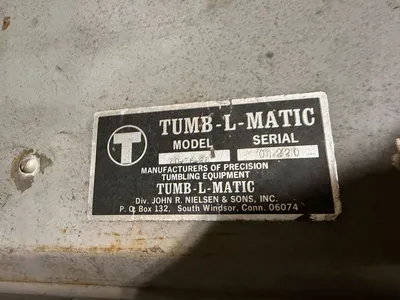 T
TUMB-L-MATIC
MODEL SERIAL
MANUFACTURERS OF PRECISION
TUMBLING EQUIPMENT
TUMB-L-MATIC
Div. JOHN R. NIELSEN & SONS, INC.
P. O. Box 132, South Windsor, Conn. 06074